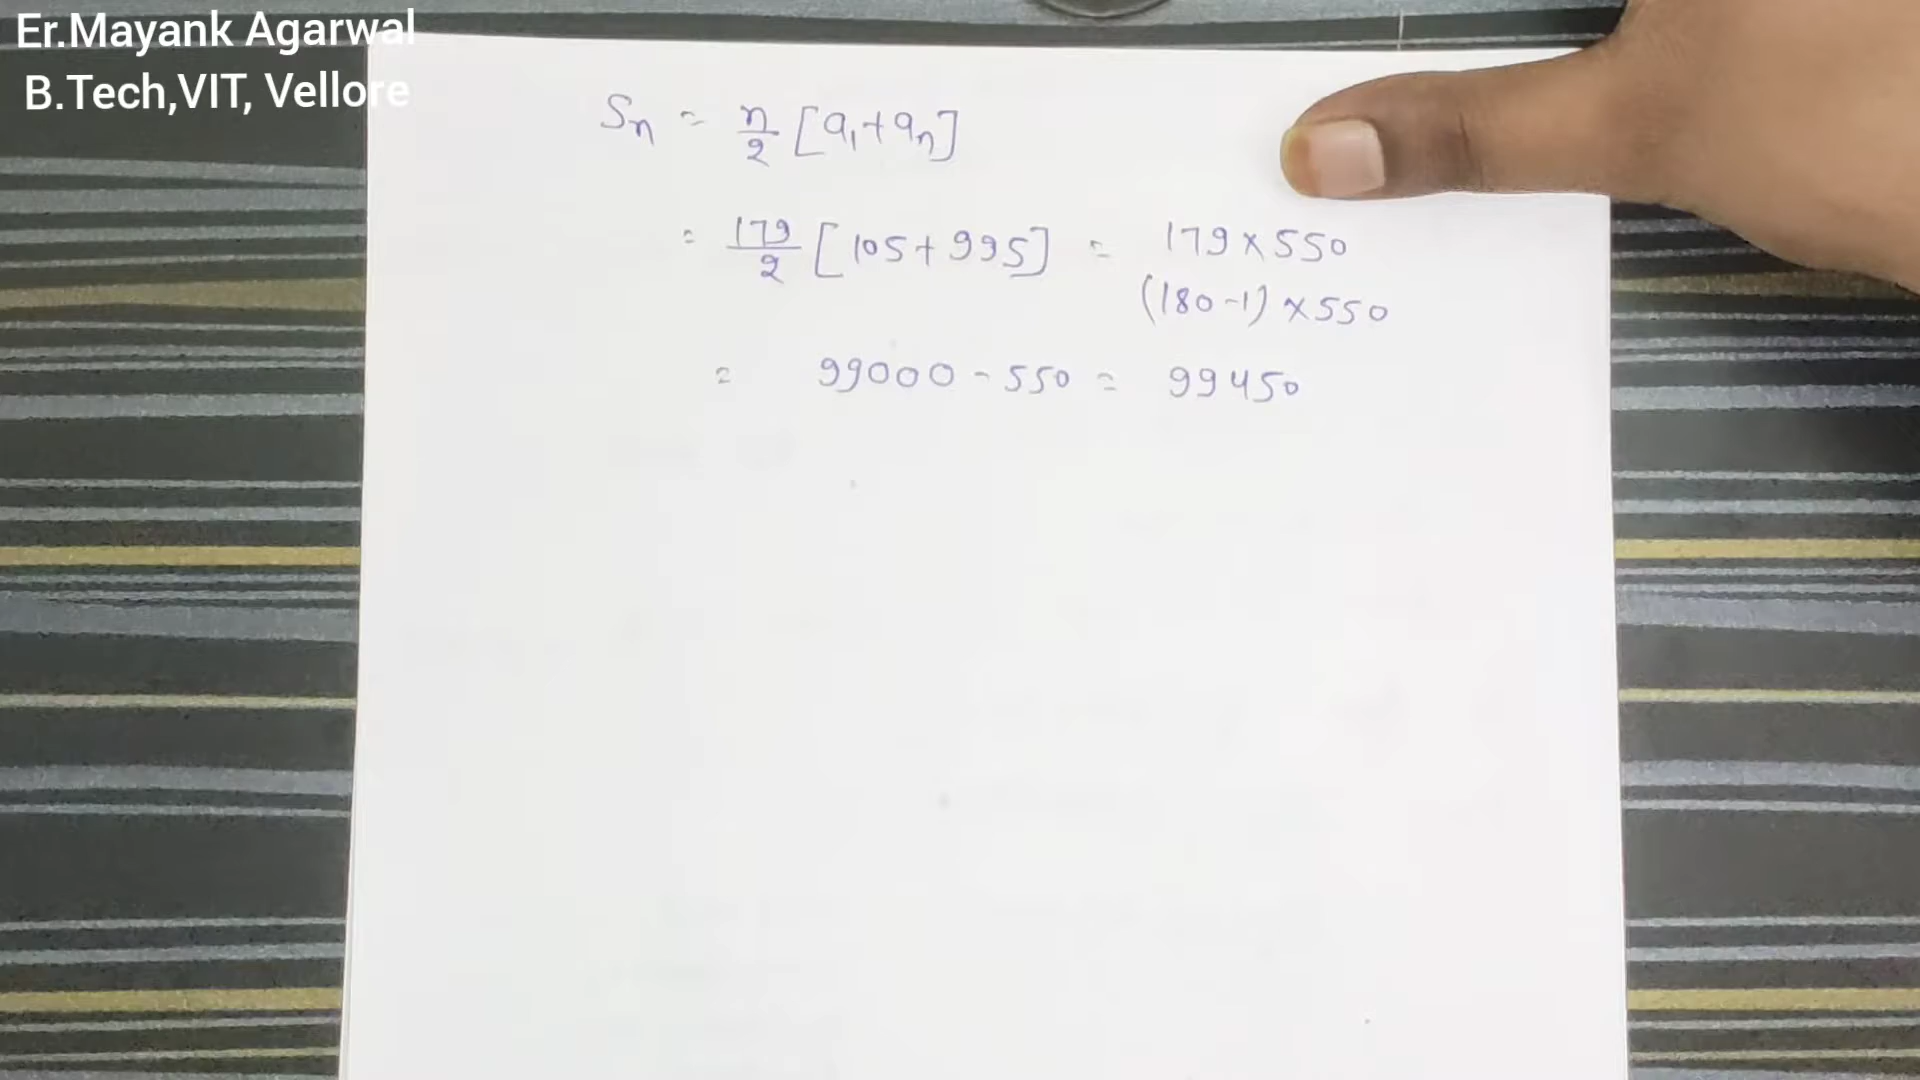 Er.Mayank Agarwal
B.Tech,VIT, Vellore
Sn = n/2 [a₁+aₙ]
= 179/2 [105+995] = 179×550
(180-1)×550
= 99000-550 = 99450